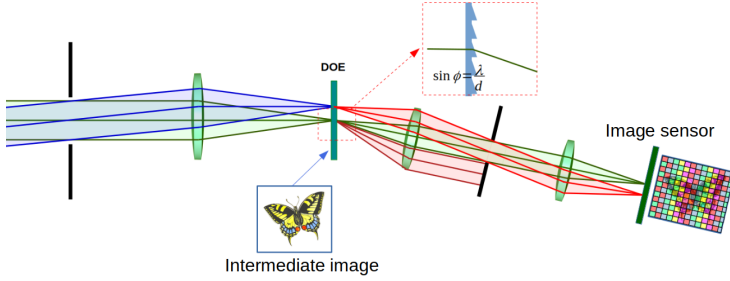 DOE
sin ϕ = λ/d
Image sensor
Intermediate image